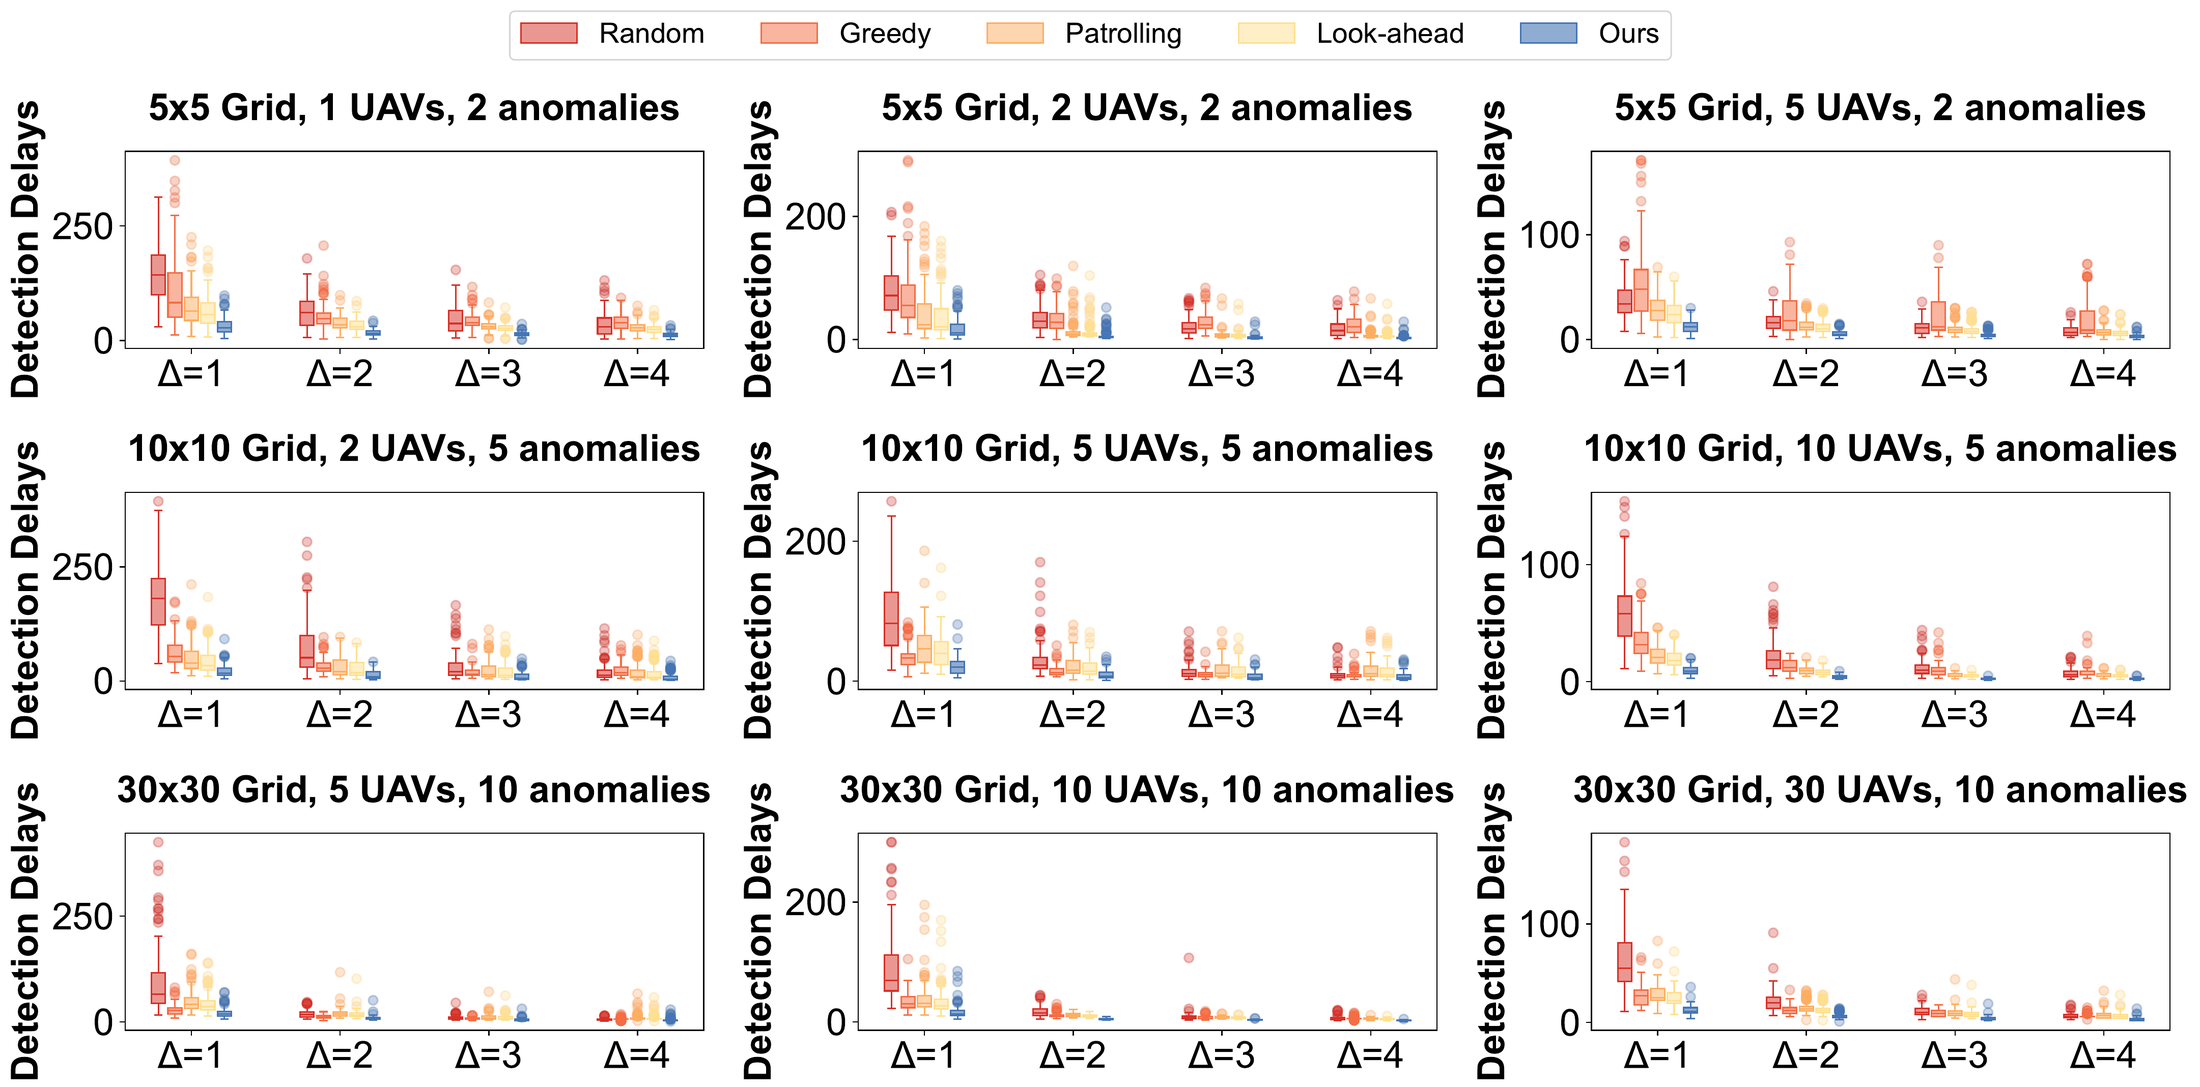 Random Greedy Patrolling Look-ahead Ours
5x5 Grid, 1 UAVs, 2 anomalies
Detection Delays
250
0
Δ=1 Δ=2 Δ=3 Δ=4
5x5 Grid, 2 UAVs, 2 anomalies
Detection Delays
200
0
Δ=1 Δ=2 Δ=3 Δ=4
5x5 Grid, 5 UAVs, 2 anomalies
Detection Delays
100
0
Δ=1 Δ=2 Δ=3 Δ=4
10x10 Grid, 2 UAVs, 5 anomalies
Detection Delays
250
0
Δ=1 Δ=2 Δ=3 Δ=4
10x10 Grid, 5 UAVs, 5 anomalies
Detection Delays
200
0
Δ=1 Δ=2 Δ=3 Δ=4
10x10 Grid, 10 UAVs, 5 anomalies
Detection Delays
100
0
Δ=1 Δ=2 Δ=3 Δ=4
30x30 Grid, 5 UAVs, 10 anomalies
Detection Delays
250
0
Δ=1 Δ=2 Δ=3 Δ=4
30x30 Grid, 10 UAVs, 10 anomalies
Detection Delays
200
0
Δ=1 Δ=2 Δ=3 Δ=4
30x30 Grid, 30 UAVs, 10 anomalies
Detection Delays
100
0
Δ=1 Δ=2 Δ=3 Δ=4